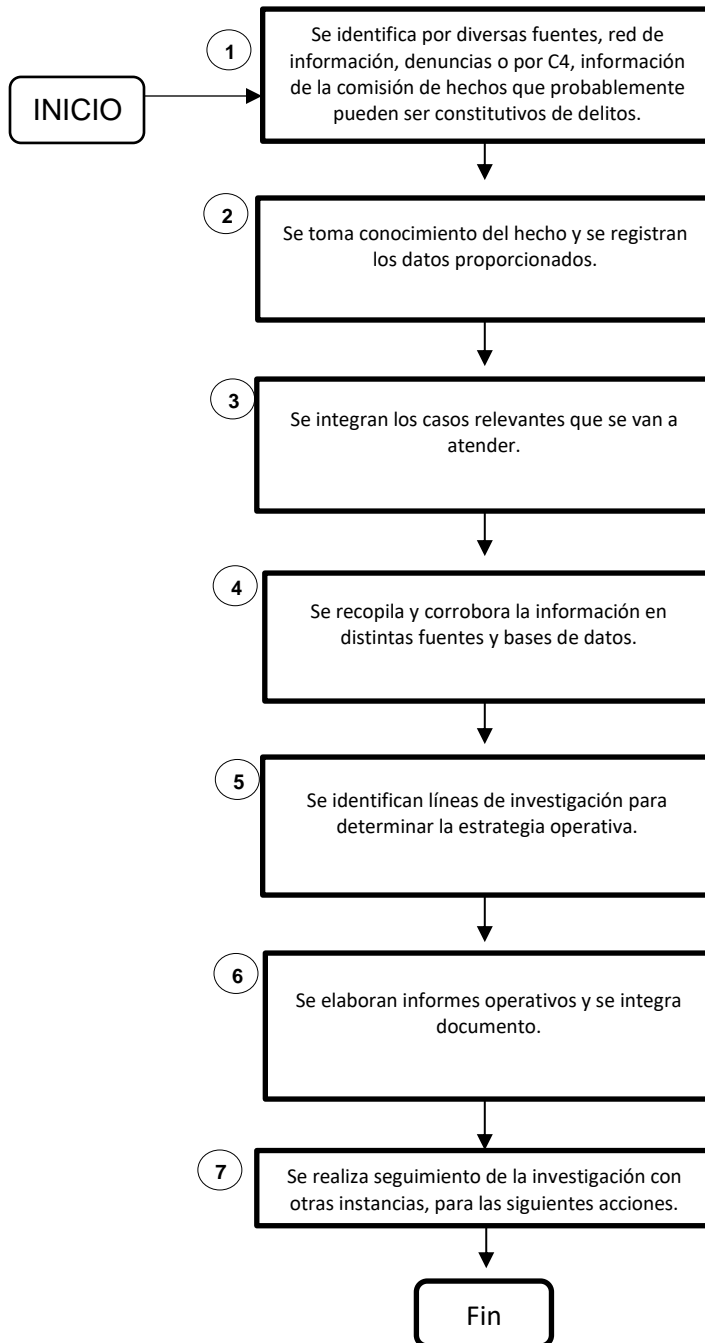 1
Se identifica por diversas fuentes, red de
información, denuncias o por C4, información
de la comisión de hechos que probablemente
pueden ser constitutivos de delitos.
INICIO
2
Se toma conocimiento del hecho y se registran
los datos proporcionados.
3
Se integran los casos relevantes que se van a
atender.
4
Se recopila y corrobora la información en
distintas fuentes y bases de datos.
5
Se identifican líneas de investigación para
determinar la estrategia operativa.
6
Se elaboran informes operativos y se integra
documento.
7
Se realiza seguimiento de la investigación con
otras instancias, para las siguientes acciones.
Fin